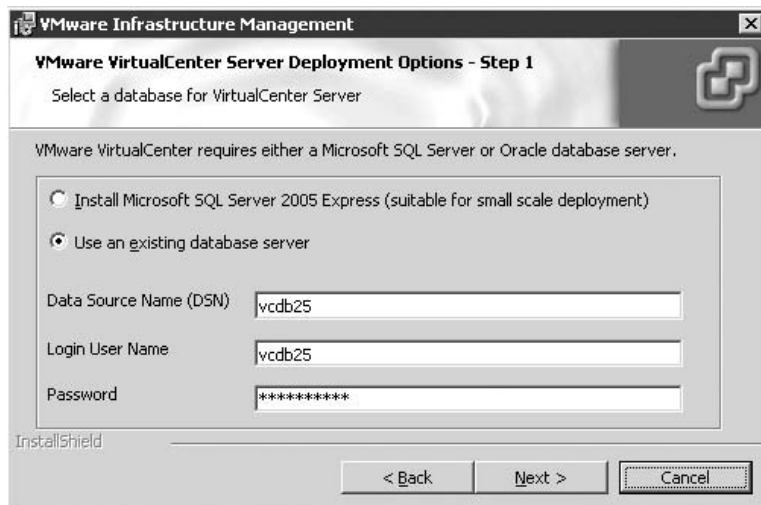 VMware Infrastructure Management
VMware VirtualCenter Server Deployment Options - Step 1
Select a database for VirtualCenter Server
VMware VirtualCenter requires either a Microsoft SQL Server or Oracle database server.
Install Microsoft SQL Server 2005 Express (suitable for small scale deployment)
Use an existing database server
Data Source Name (DSN) vcdb25
Login User Name vcdb25
Password **********
InstallShield
< Back Next > Cancel